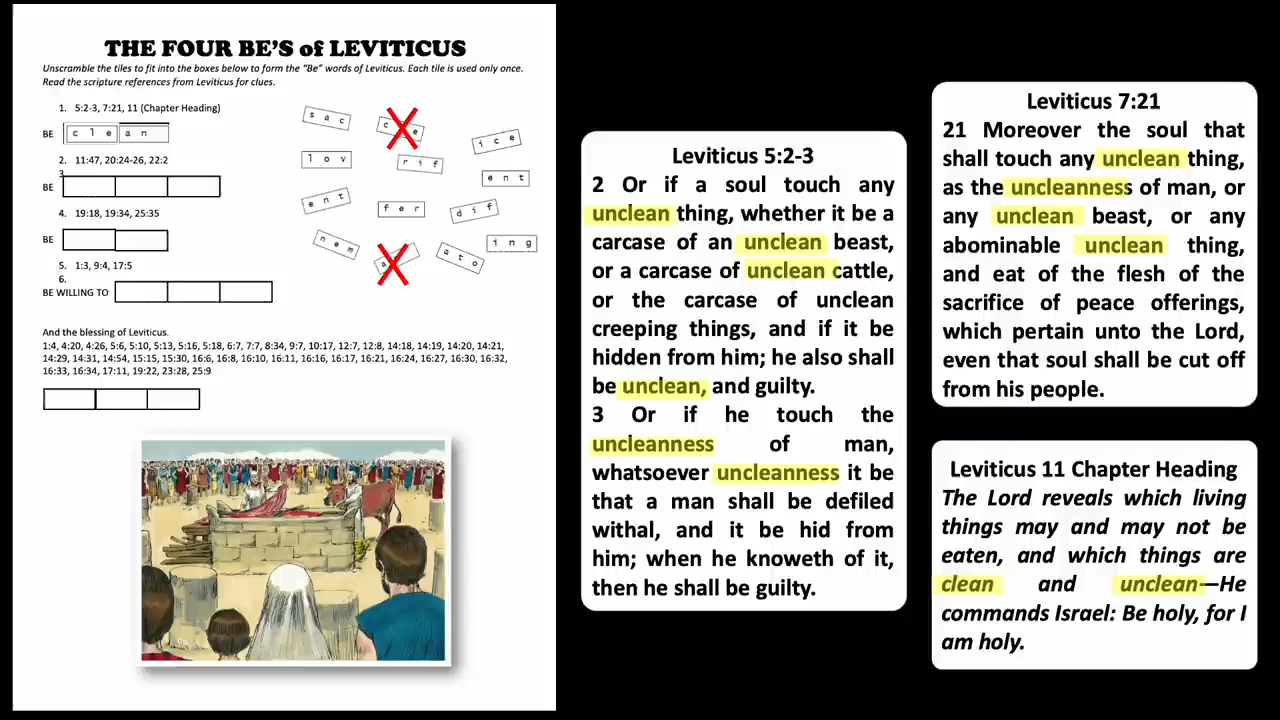 THE FOUR BE'S of LEVITICUS
Unscramble the tiles to fit into the boxes below to form the "Be" words of Leviticus. Each tile is used only once.
Read the scripture references from Leviticus for clues.
1. 5:2-3, 7:21, 11 (Chapter Heading)
BE c l e a n
2. 11:47, 20:24-26, 22:2
3
BE
4. 19:18, 19:34, 25:35
BE
5. 1:3, 9:4, 17:5
6.
BE WILLING TO
s a c
c e
i c e
l o v
r i f
e n t
e n t
f e r
d i f
n e m
a
a t o
i n g
And the blessing of Leviticus.
1:4, 4:20, 4:26, 5:6, 5:10, 5:13, 5:16, 5:18, 6:7, 7:7, 8:34, 9:7, 10:17, 12:7, 12:8, 14:18, 14:19, 14:20, 14:21,
14:29, 14:31, 14:54, 15:15, 15:30, 16:6, 16:8, 16:10, 16:11, 16:16, 16:17, 16:21, 16:24, 16:27, 16:30, 16:32,
16:33, 16:34, 17:11, 19:22, 23:28, 25:9
Leviticus 5:2-3
2 Or if a soul touch any
unclean thing, whether it be a
carcase of an unclean beast,
or a carcase of unclean cattle,
or the carcase of unclean
creeping things, and if it be
hidden from him; he also shall
be unclean, and guilty.
3 Or if he touch the
uncleanness of man,
whatsoever uncleanness it be
that a man shall be defiled
withal, and it be hid from
him; when he knoweth of it,
then he shall be guilty.
Leviticus 7:21
21 Moreover the soul that
shall touch any unclean thing,
as the uncleanness of man, or
any unclean beast, or any
abominable unclean thing,
and eat of the flesh of the
sacrifice of peace offerings,
which pertain unto the Lord,
even that soul shall be cut off
from his people.
Leviticus 11 Chapter Heading
The Lord reveals which living
things may and may not be
eaten, and which things are
clean and unclean—He
commands Israel: Be holy, for I
am holy.